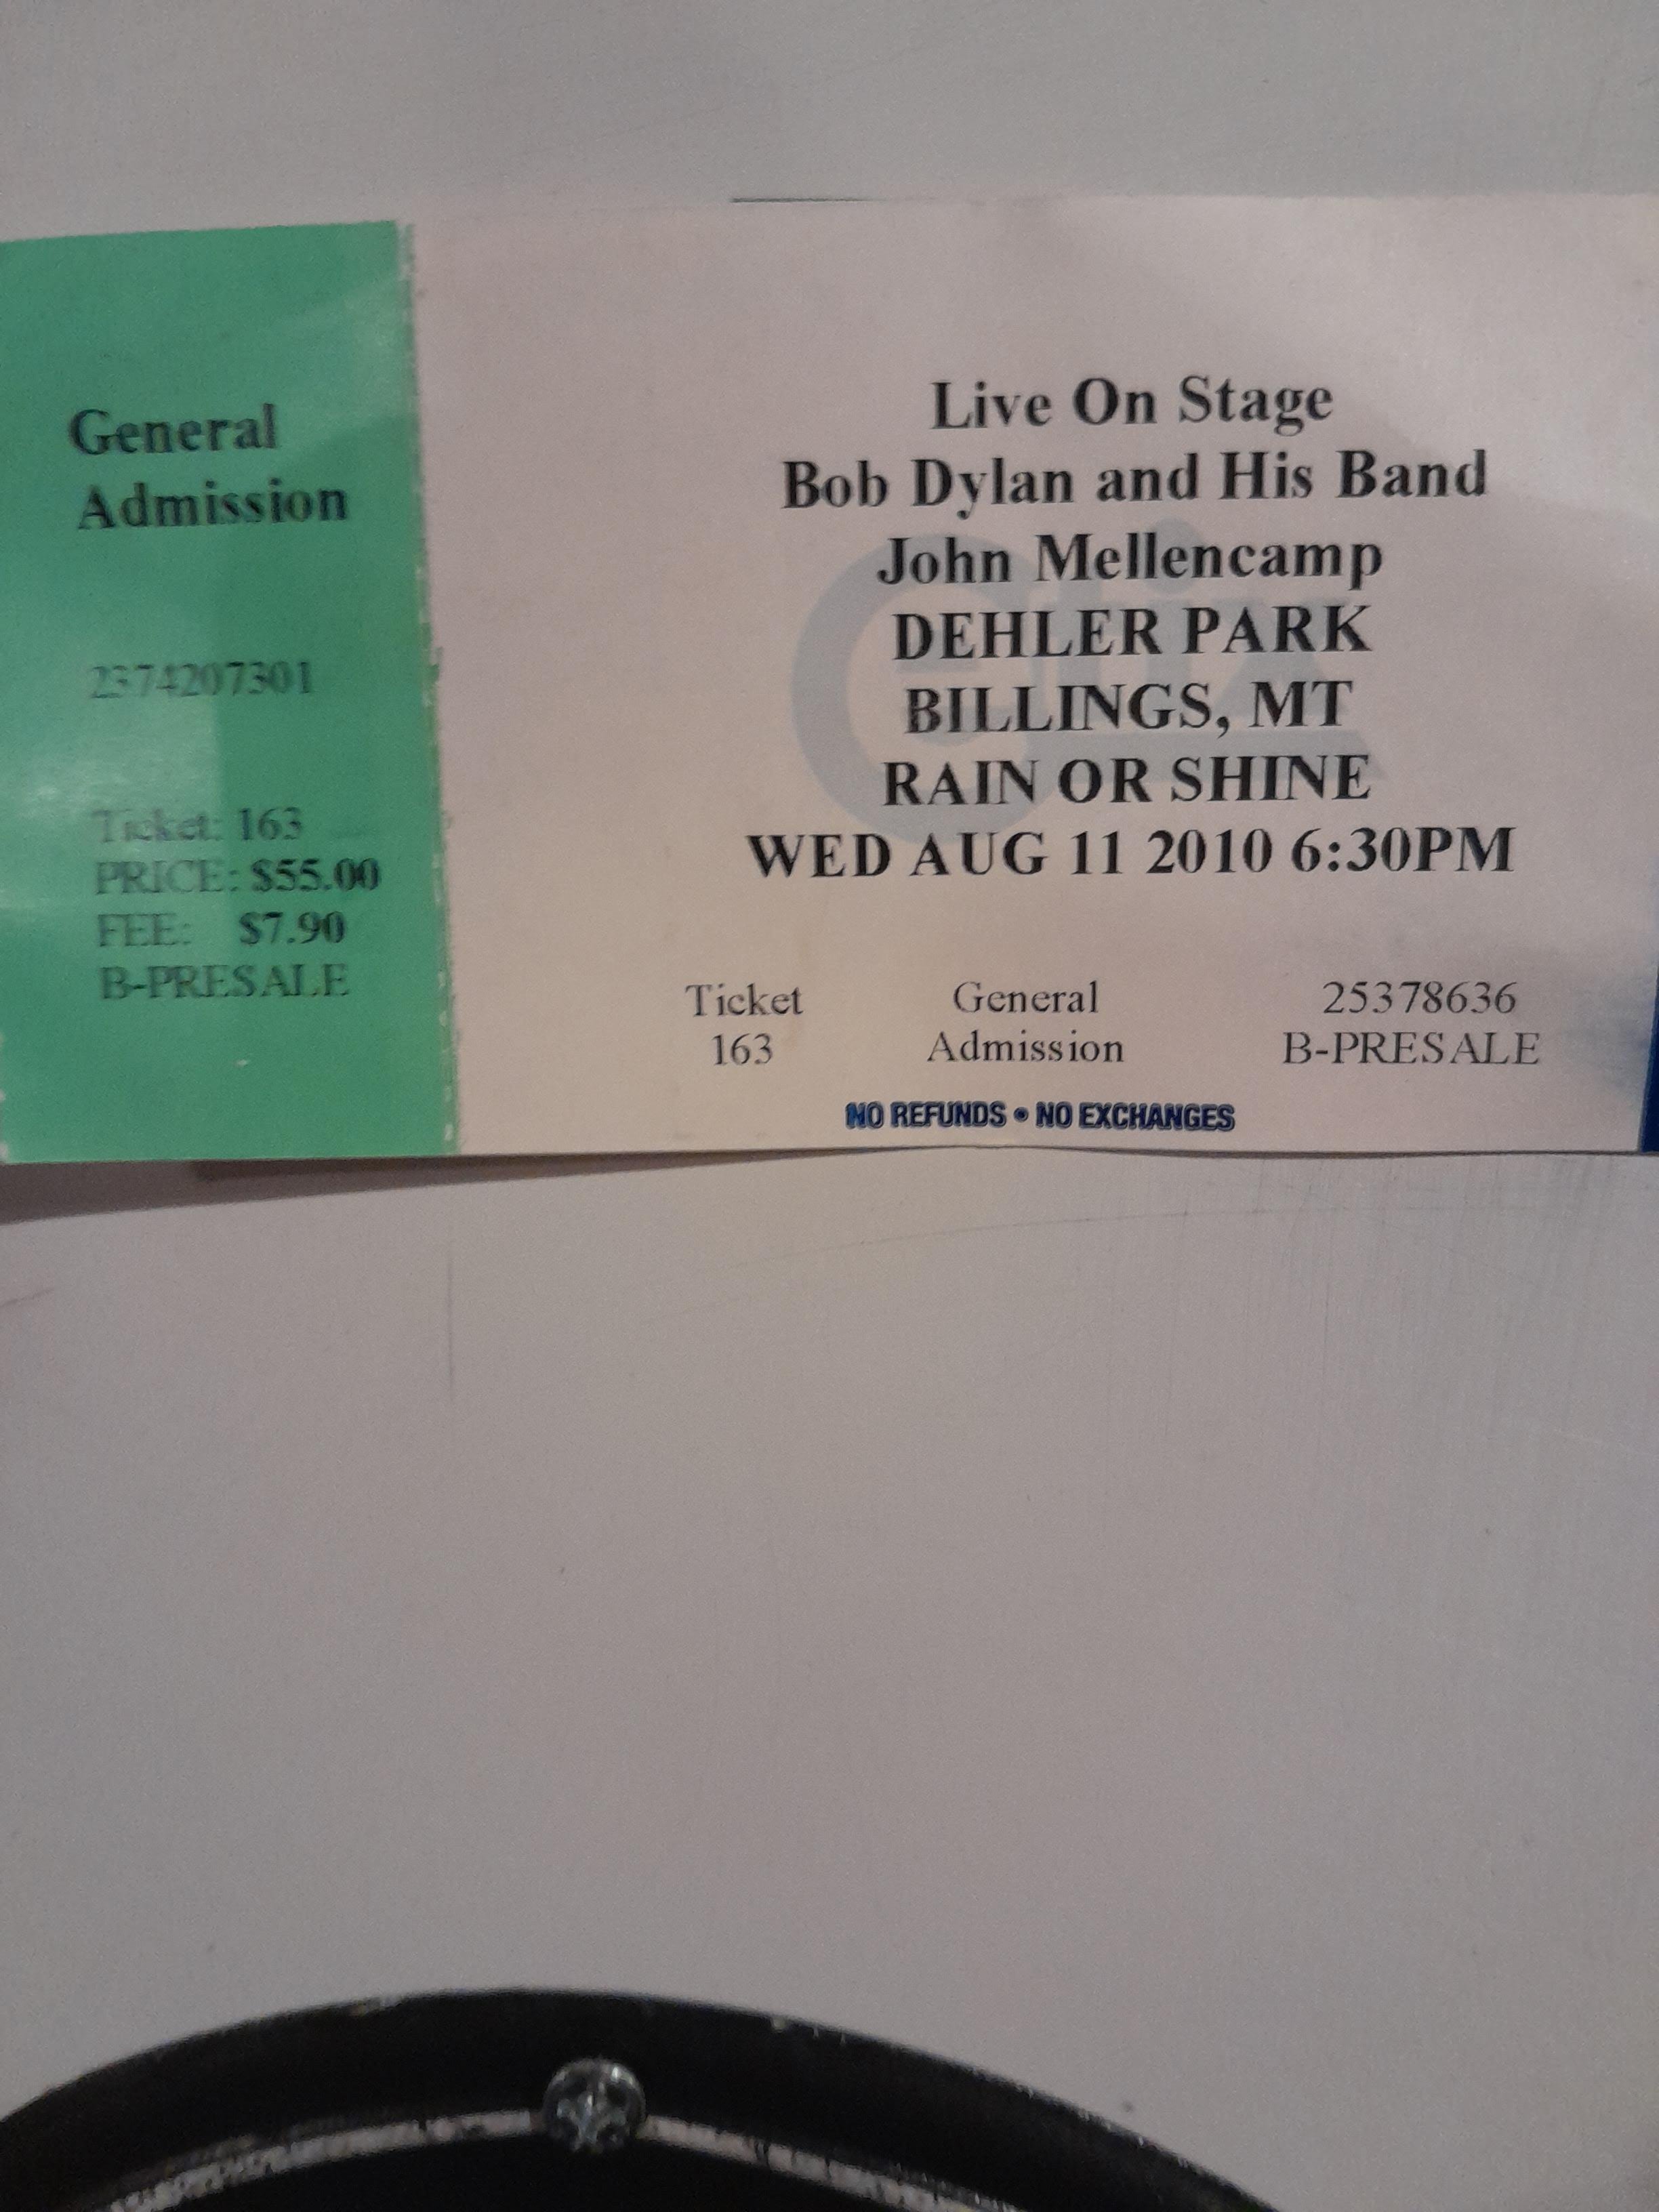 General
Admission
2374207301
Ticket: 163
PRICE: $55.00
FEE: $7.90
B-PRESALE
Live On Stage
Bob Dylan and His Band
John Mellencamp
DEHLER PARK
BILLINGS, MT
RAIN OR SHINE
WED AUG 11 2010 6:30PM
Ticket General 25378636
163 Admission B-PRESALE
NO REFUNDS • NO EXCHANGES
etix